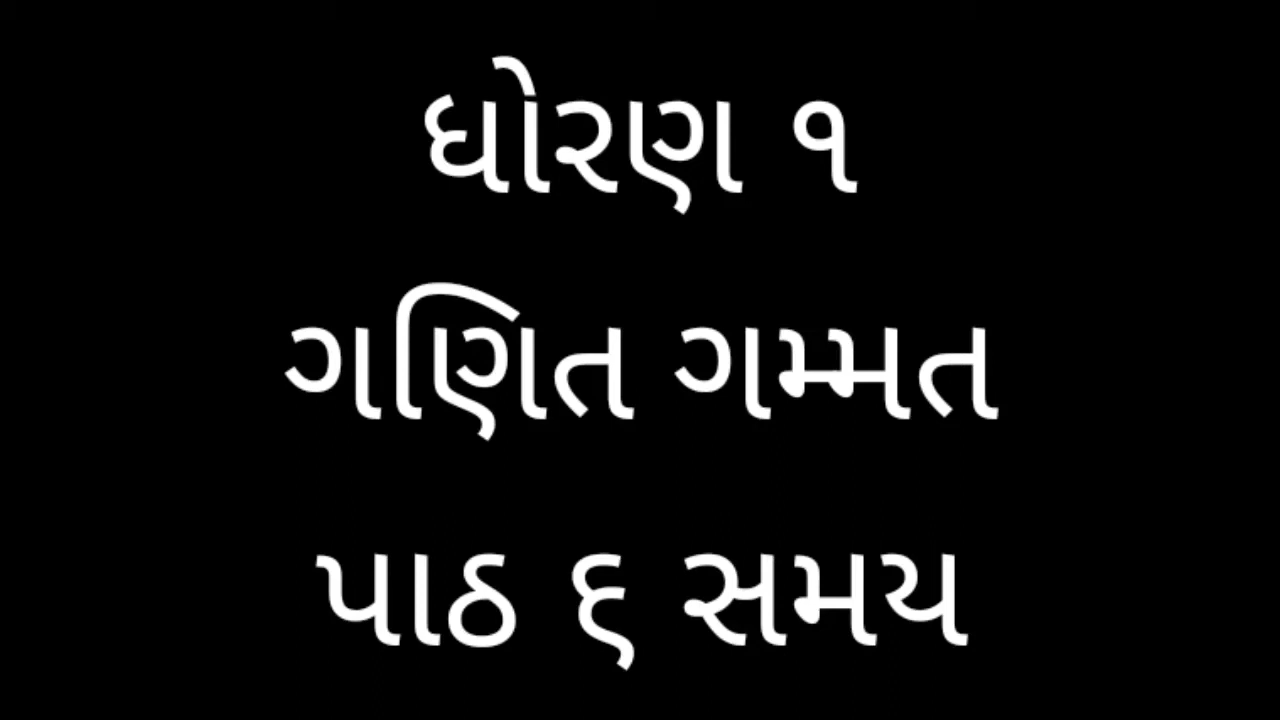 ધોરણ ૧
ગણિત ગમ્મત
પાઠ ૬ સમય